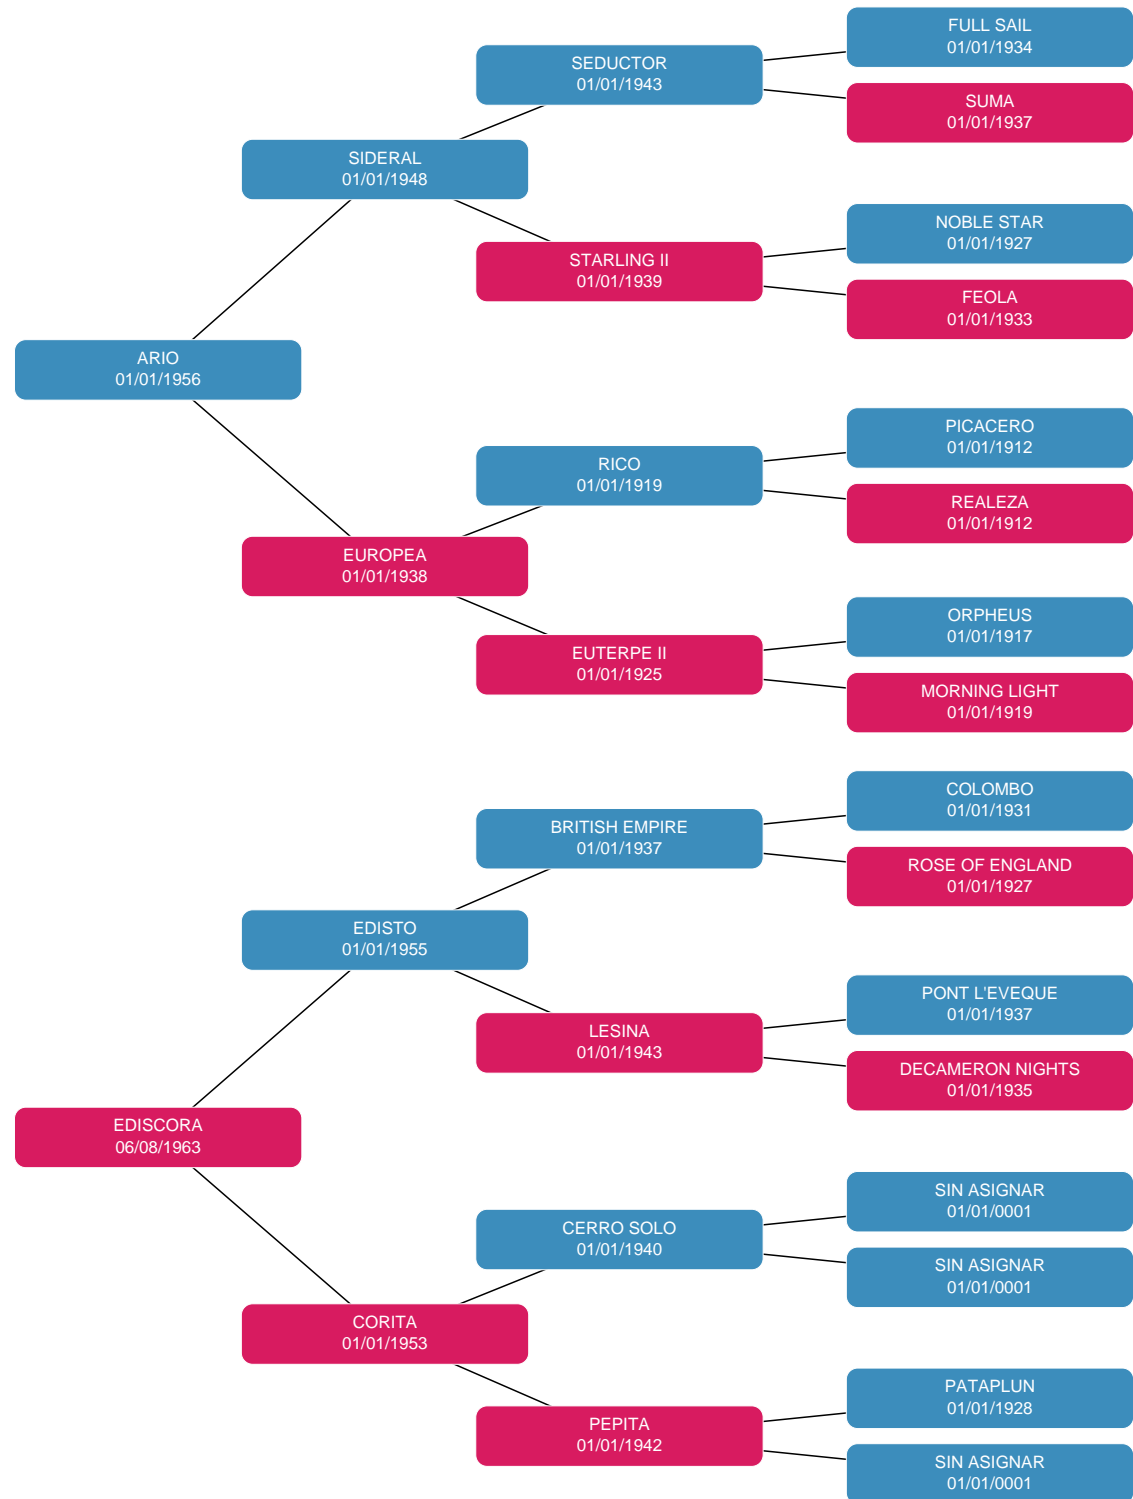 FULL SAIL
01/01/1934
SEDUCTOR
01/01/1943
SUMA
01/01/1937
SIDERAL
01/01/1948
NOBLE STAR
01/01/1927
STARLING II
01/01/1939
FEOLA
01/01/1933
ARIO
01/01/1956
PICACERO
01/01/1912
RICO
01/01/1919
REALEZA
01/01/1912
EUROPEA
01/01/1938
ORPHEUS
01/01/1917
EUTERPE II
01/01/1925
MORNING LIGHT
01/01/1919
COLOMBO
01/01/1931
BRITISH EMPIRE
01/01/1937
ROSE OF ENGLAND
01/01/1927
EDISTO
01/01/1955
PONT L'EVEQUE
01/01/1937
LESINA
01/01/1943
DECAMERON NIGHTS
01/01/1935
EDISCORA
06/08/1963
SIN ASIGNAR
01/01/0001
CERRO SOLO
01/01/1940
SIN ASIGNAR
01/01/0001
CORITA
01/01/1953
PATAPLUN
01/01/1928
PEPITA
01/01/1942
SIN ASIGNAR
01/01/0001